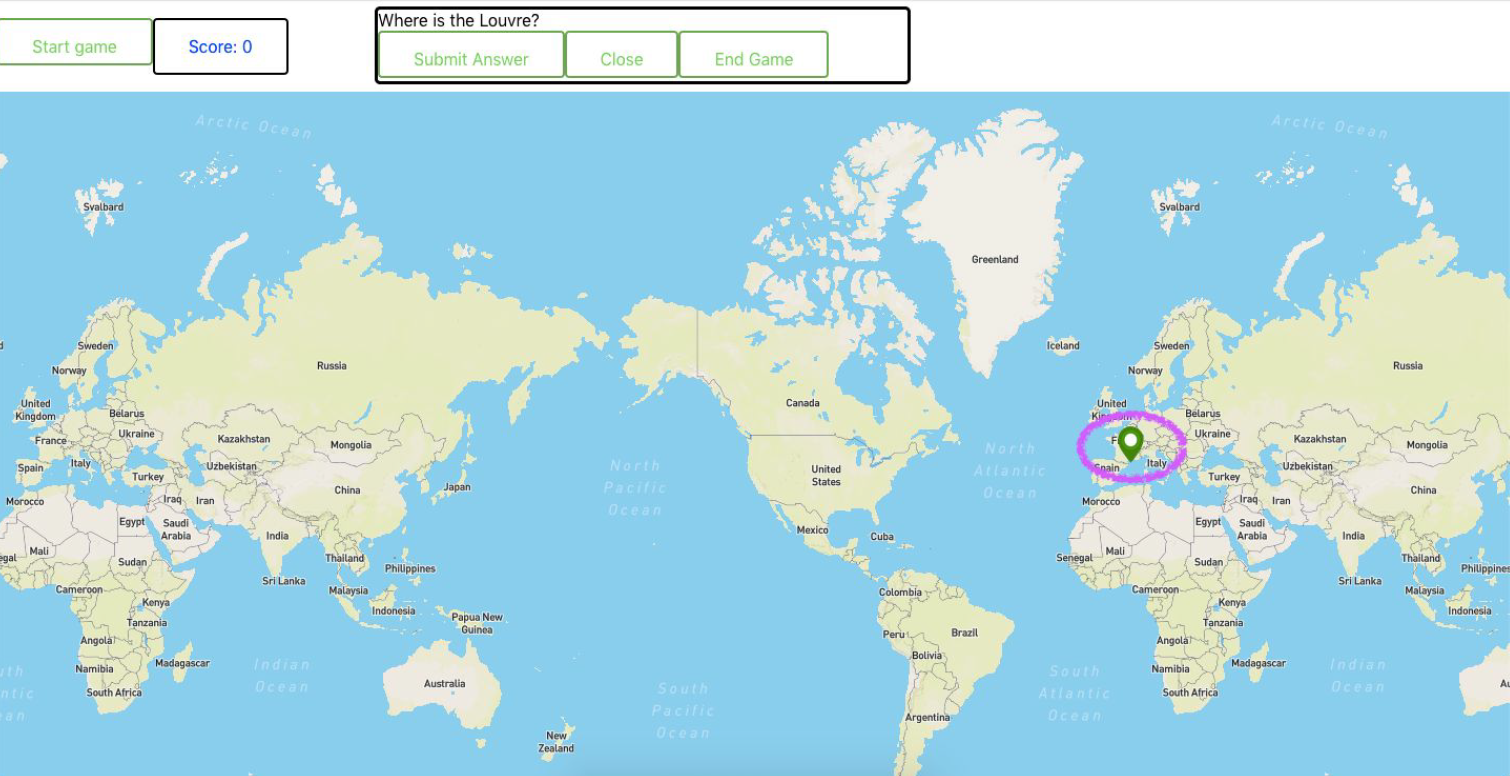 Where is the Louvre?
Start game
Score: 0
Submit Answer
Close
End Game
Arctic Ocean
Arctic Ocean
Svalbard
Svalbard
Greenland
Sweden
Russia
Iceland
Sweden
Russia
Norway
Norway
United
Kingdom
Belarus
Canada
United
Belarus
France
Ukraine
Kazakhstan
Mongolia
North
Atlantic
Ocean
Ukraine
Kazakhstan
Mongolia
Spain
Italy
Turkey
Uzbekistan
China
Japan
North
Pacific
Ocean
United
States
Spain
Italy
Turkey
Uzbekistan
China
Morocco
Iraq
Iran
Morocco
Iraq
Iran
Egypt
Saudi
Arabia
India
Mexico
Cuba
Egypt
Saudi
Arabia
India
Mali
Sudan
Thailand
Philippines
Senegal
Mali
Sudan
Thailand
Philippines
Sri Lanka
Sri Lanka
Cameroon
Kenya
Malaysia
Indonesia
Colombia
Cameroon
Kenya
Malaysia
Indonesia
Tanzania
Papua New
Guinea
Peru
Brazil
Tanzania
Angola
Bolivia
Angola
Namibia
Madagascar
Indian
Ocean
Namibia
Madagascar
Indian
Ocean
South Africa
Australia
South
Pacific
Ocean
South
Atlantic
Ocean
South Africa
Argentina
New
Zealand